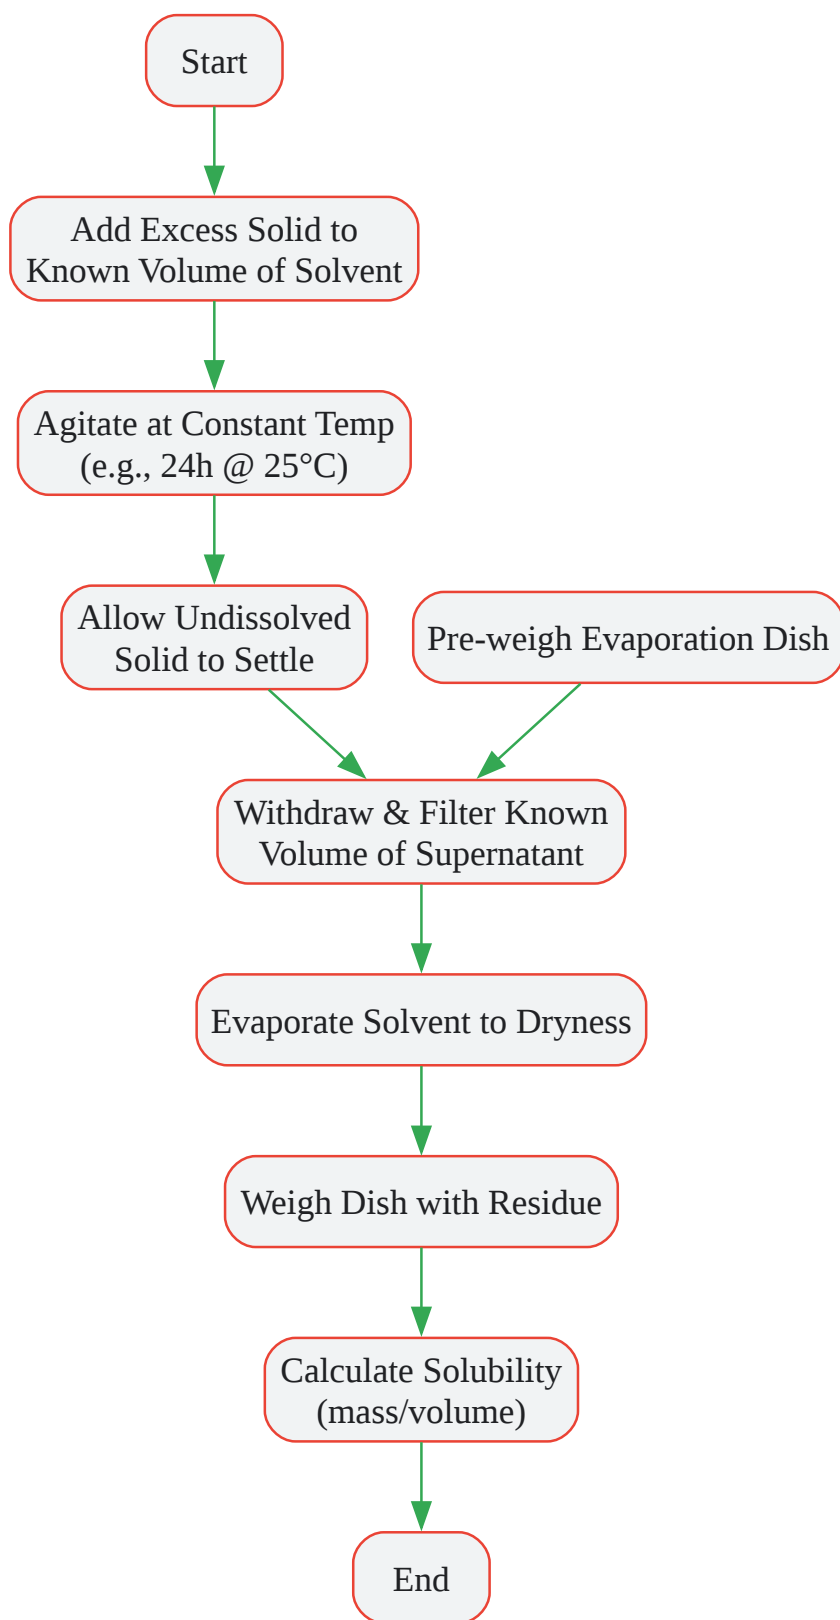 Start
Add Excess Solid to
Known Volume of Solvent
Agitate at Constant Temp
(e.g., 24h @ 25°C)
Allow Undissolved
Solid to Settle
Pre-weigh Evaporation Dish
Withdraw & Filter Known
Volume of Supernatant
Evaporate Solvent to Dryness
Weigh Dish with Residue
Calculate Solubility
(mass/volume)
End